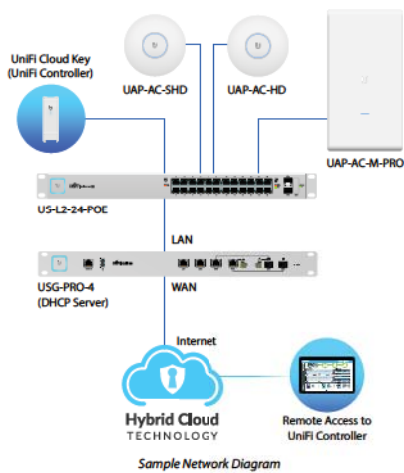 UniFi Cloud Key
(UniFi Controller)
UAP-AC-SHD
UAP-AC-HD
UAP-AC-M-PRO
US-L2-24-POE
LAN
USG-PRO-4
(DHCP Server)
WAN
Internet
Hybrid Cloud
TECHNOLOGY
Remote Access to
UniFi Controller
Sample Network Diagram